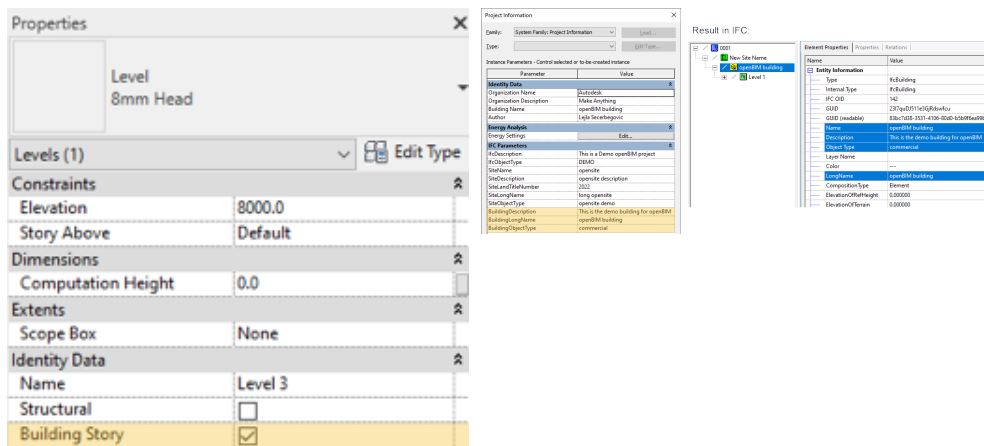 Properties
Level
8mm Head
Levels (1)
Edit Type
Constraints
Elevation 8000.0
Story Above Default
Dimensions
Computation Height 0.0
Extents
Scope Box None
Identity Data
Name Level 3
Structural
Building Story
Project Information
Family: System Family: Project Information Load...
Type: Edit Type...
Instance Parameters - Control selected or to-be-created instance
Parameter Value
Identity Data
Organization Name Autodesk
Organization Description Make Anything
Building Name openBIM building
Author Lejla Secerbegovic
Energy Analysis
Energy Settings Edit...
IFC Parameters
IfcDescription This is a Demo openBIM project
IfcObjectType DEMO
SiteName opensite
SiteDescription opensite description
SiteLandTitleNumber 2022
SiteLongName long opensite
SiteObjectType opensite demo
BuildingDescription This is the demo building for openBIM
BuildingLongName openBIM building
BuildingObjectType commercial
Result in IFC:
0001
New Site Name
openBIM building
Level 1
Element Properties Properties Relations
Name Value
Entity Information
Type IfcBuilding
Internal Type IfcBuilding
IFC OID 142
GUID
GUID (readable)
Name openBIM building
Description This is the demo building for openBIM
Object Type commercial
Layer Name
Color ---
LongName openBIM building
CompositionType Element
ElevationOfRefHeight 0.000000
ElevationOfTerrain 0.000000